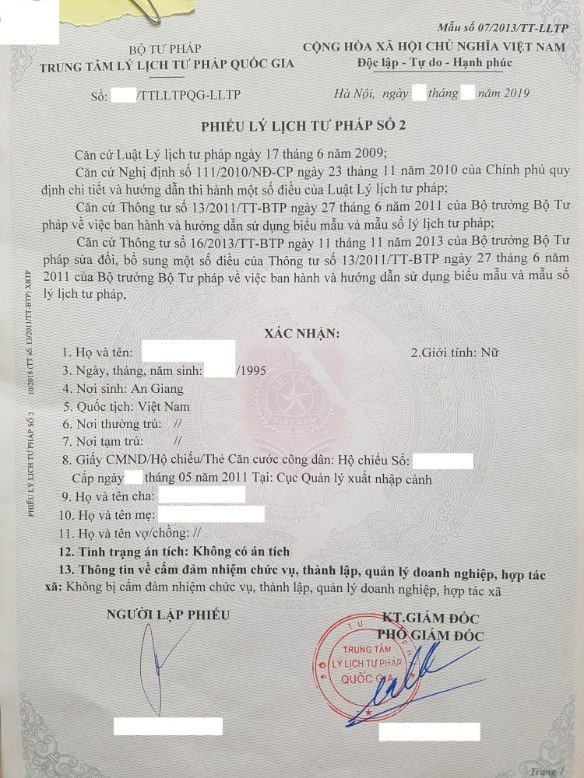 Mẫu số 07/2013/TT-LLTP
BỘ TƯ PHÁP
TRUNG TÂM LÝ LỊCH TƯ PHÁP QUỐC GIA
CỘNG HÒA XÃ HỘI CHỦ NGHĨA VIỆT NAM
Độc lập - Tự do - Hạnh phúc
Số: /TTLLTPQG-LLTP
Hà Nội, ngày tháng năm 2019
PHIẾU LÝ LỊCH TƯ PHÁP SỐ 2
Căn cứ Luật Lý lịch tư pháp ngày 17 tháng 6 năm 2009;
Căn cứ Nghị định số 111/2010/NĐ-CP ngày 23 tháng 11 năm 2010 của Chính phủ quy
định chi tiết và hướng dẫn thi hành một số điều của Luật Lý lịch tư pháp;
Căn cứ Thông tư số 13/2011/TT-BTP ngày 27 tháng 6 năm 2011 của Bộ trưởng Bộ Tư
pháp về việc ban hành và hướng dẫn sử dụng biểu mẫu và mẫu sổ lý lịch tư pháp;
Căn cứ Thông tư số 16/2013/TT-BTP ngày 11 tháng 11 năm 2013 của Bộ trưởng Bộ Tư
pháp sửa đổi, bổ sung một số điều của Thông tư số 13/2011/TT-BTP ngày 27 tháng 6 năm
2011 của Bộ trưởng Bộ Tư pháp về việc ban hành và hướng dẫn sử dụng biểu mẫu và mẫu sổ
lý lịch tư pháp,
XÁC NHẬN:
1. Họ và tên:
2.Giới tính: Nữ
3. Ngày, tháng, năm sinh: /1995
4. Nơi sinh: An Giang
5. Quốc tịch: Việt Nam
6. Nơi thường trú: //
7. Nơi tạm trú: //
8. Giấy CMND/Hộ chiếu/Thẻ Căn cước công dân: Hộ chiếu Số:
Cấp ngày tháng 05 năm 2011 Tại: Cục Quản lý xuất nhập cảnh
9. Họ và tên cha:
10. Họ và tên mẹ:
11. Họ và tên vợ/chồng: //
12. Tình trạng án tích: Không có án tích
13. Thông tin về cấm đảm nhiệm chức vụ, thành lập, quản lý doanh nghiệp, hợp tác
xã: Không bị cấm đảm nhiệm chức vụ, thành lập, quản lý doanh nghiệp, hợp tác xã
NGƯỜI LẬP PHIẾU
KT.GIÁM ĐỐC
PHÓ GIÁM ĐỐC
TRUNG TÂM
LÝ LỊCH TƯ PHÁP
QUỐC GIA
Trang 1
PHIẾU LÝ LỊCH TƯ PHÁP SỐ 2